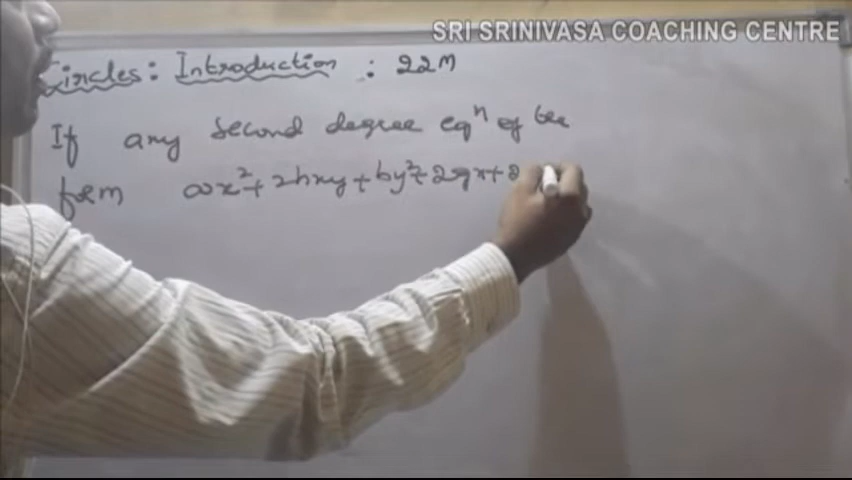 SRI SRINIVASA COACHING CENTRE
Circles: Introduction : 22M
If any second degree eqⁿ of the
form ax²+2hxy+by²+2gx+2